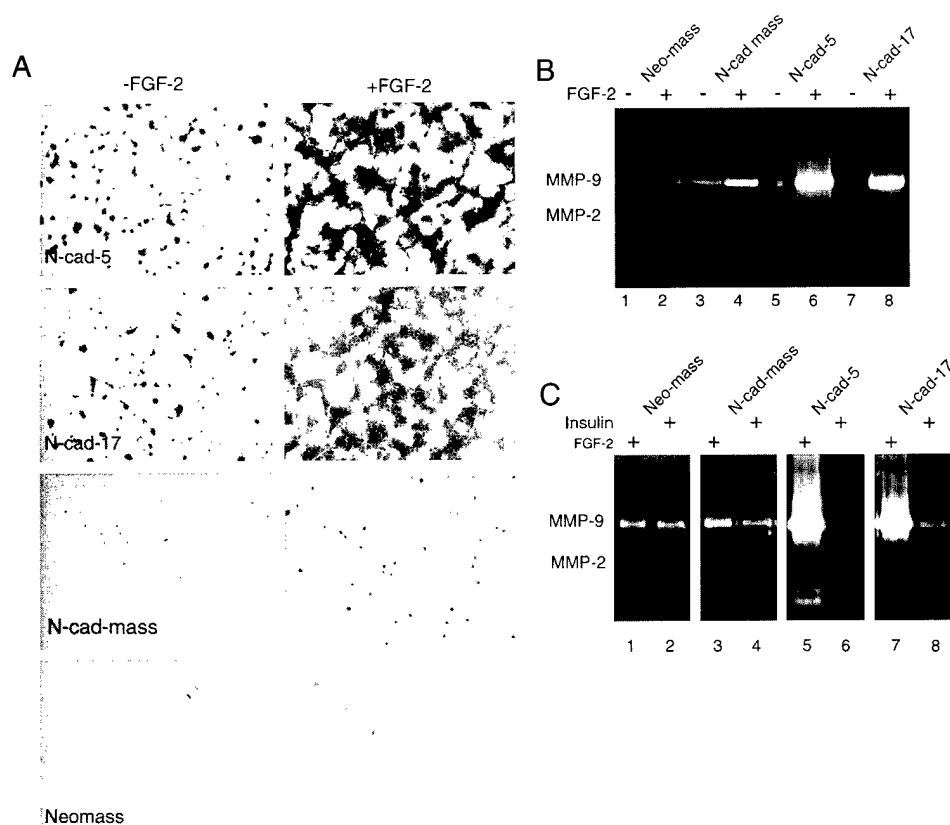 A
-FGF-2 +FGF-2
N-cad-5
N-cad-17
N-cad-mass
Neomass
B
Neo-mass N-cad mass N-cad-5 N-cad-17
FGF-2 - + - + - + - +
MMP-9
MMP-2
1 2 3 4 5 6 7 8
C
Neo-mass N-cad-mass N-cad-5 N-cad-17
Insulin + + + +
FGF-2 + + + +
MMP-9
MMP-2
1 2 3 4 5 6 7 8